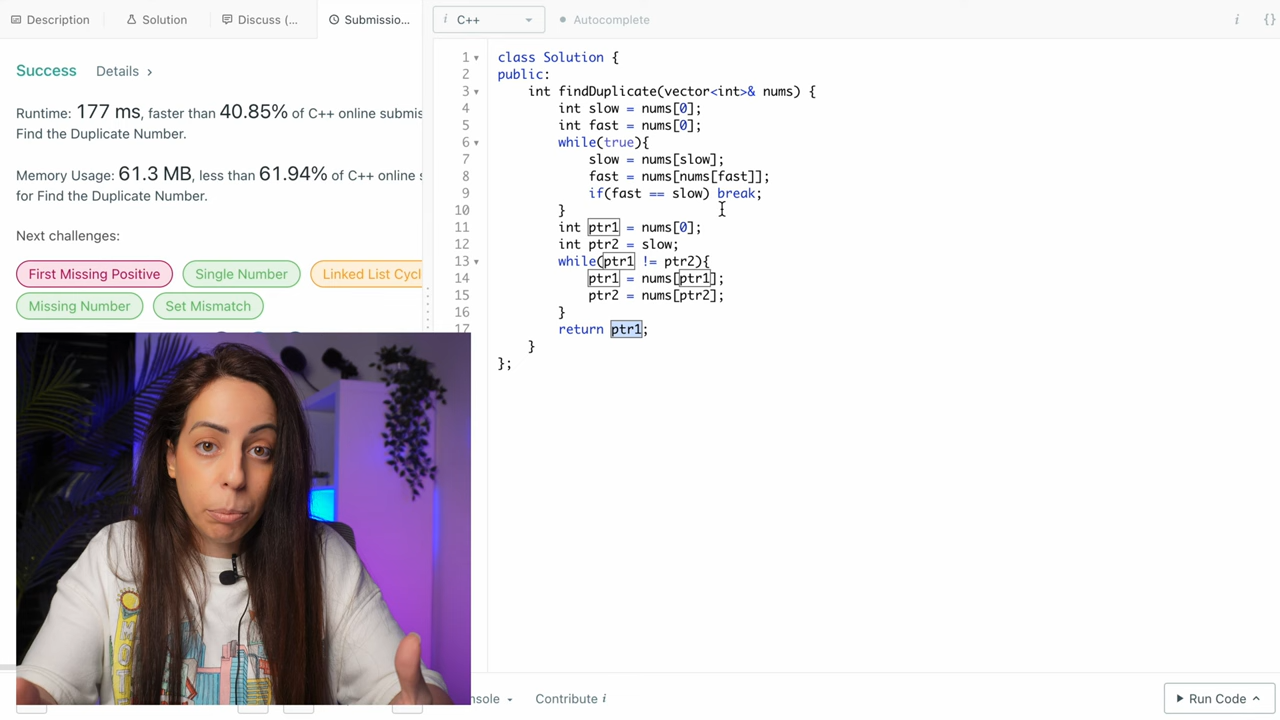 Description
Solution
Discuss (...
Submissio...
Success
Details
Runtime: 177 ms, faster than 40.85% of C++ online submis
Find the Duplicate Number.
Memory Usage: 61.3 MB, less than 61.94% of C++ online s
for Find the Duplicate Number.
Next challenges:
First Missing Positive
Single Number
Linked List Cycl
Missing Number
Set Mismatch
i C++
Autocomplete
i {}
1 class Solution {
2 public:
3 int findDuplicate(vector<int>& nums) {
4 int slow = nums[0];
5 int fast = nums[0];
6 while(true){
7 slow = nums[slow];
8 fast = nums[nums[fast]];
9 if(fast == slow) break;
10 }
11 int ptr1 = nums[0];
12 int ptr2 = slow;
13 while(ptr1 != ptr2){
14 ptr1 = nums[ptr1];
15 ptr2 = nums[ptr2];
16 }
17 return ptr1;
}
};
nsole
Contribute i
Run Code